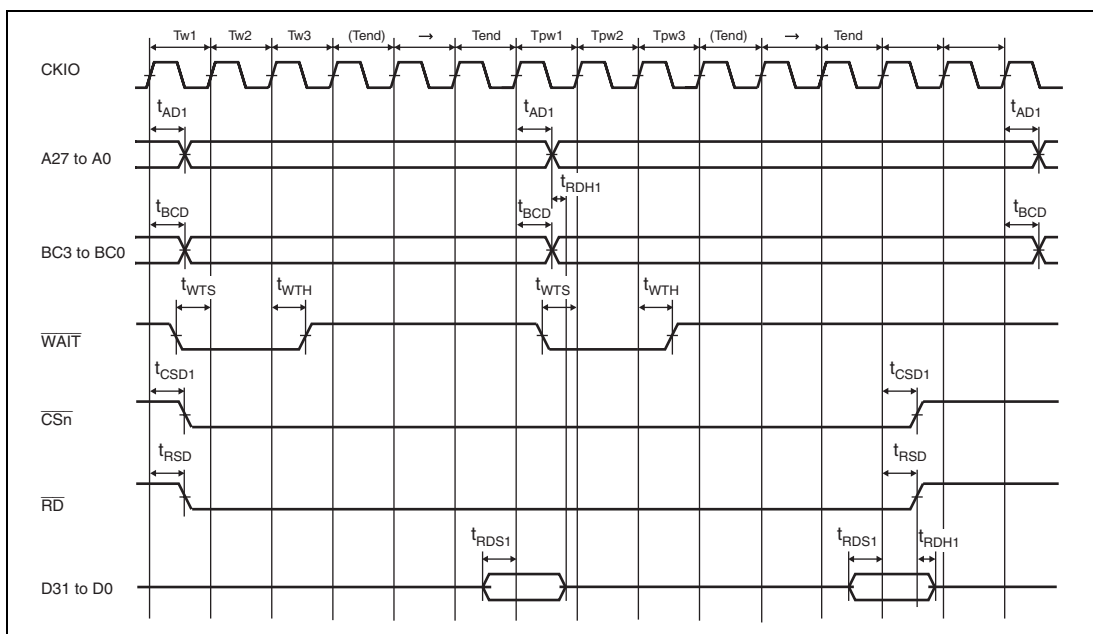 Tw1 Tw2 Tw3 (Tend) → Tend Tpw1 Tpw2 Tpw3 (Tend) → Tend
CKIO
tAD1 tAD1 tAD1
A27 to A0
tRDH1
tBCD tBCD tBCD
BC3 to BC0
tWTS tWTH tWTS tWTH
WAIT
tCSD1 tCSD1
CSn
tRSD tRSD
RD
tRDS1 tRDS1 tRDH1
D31 to D0